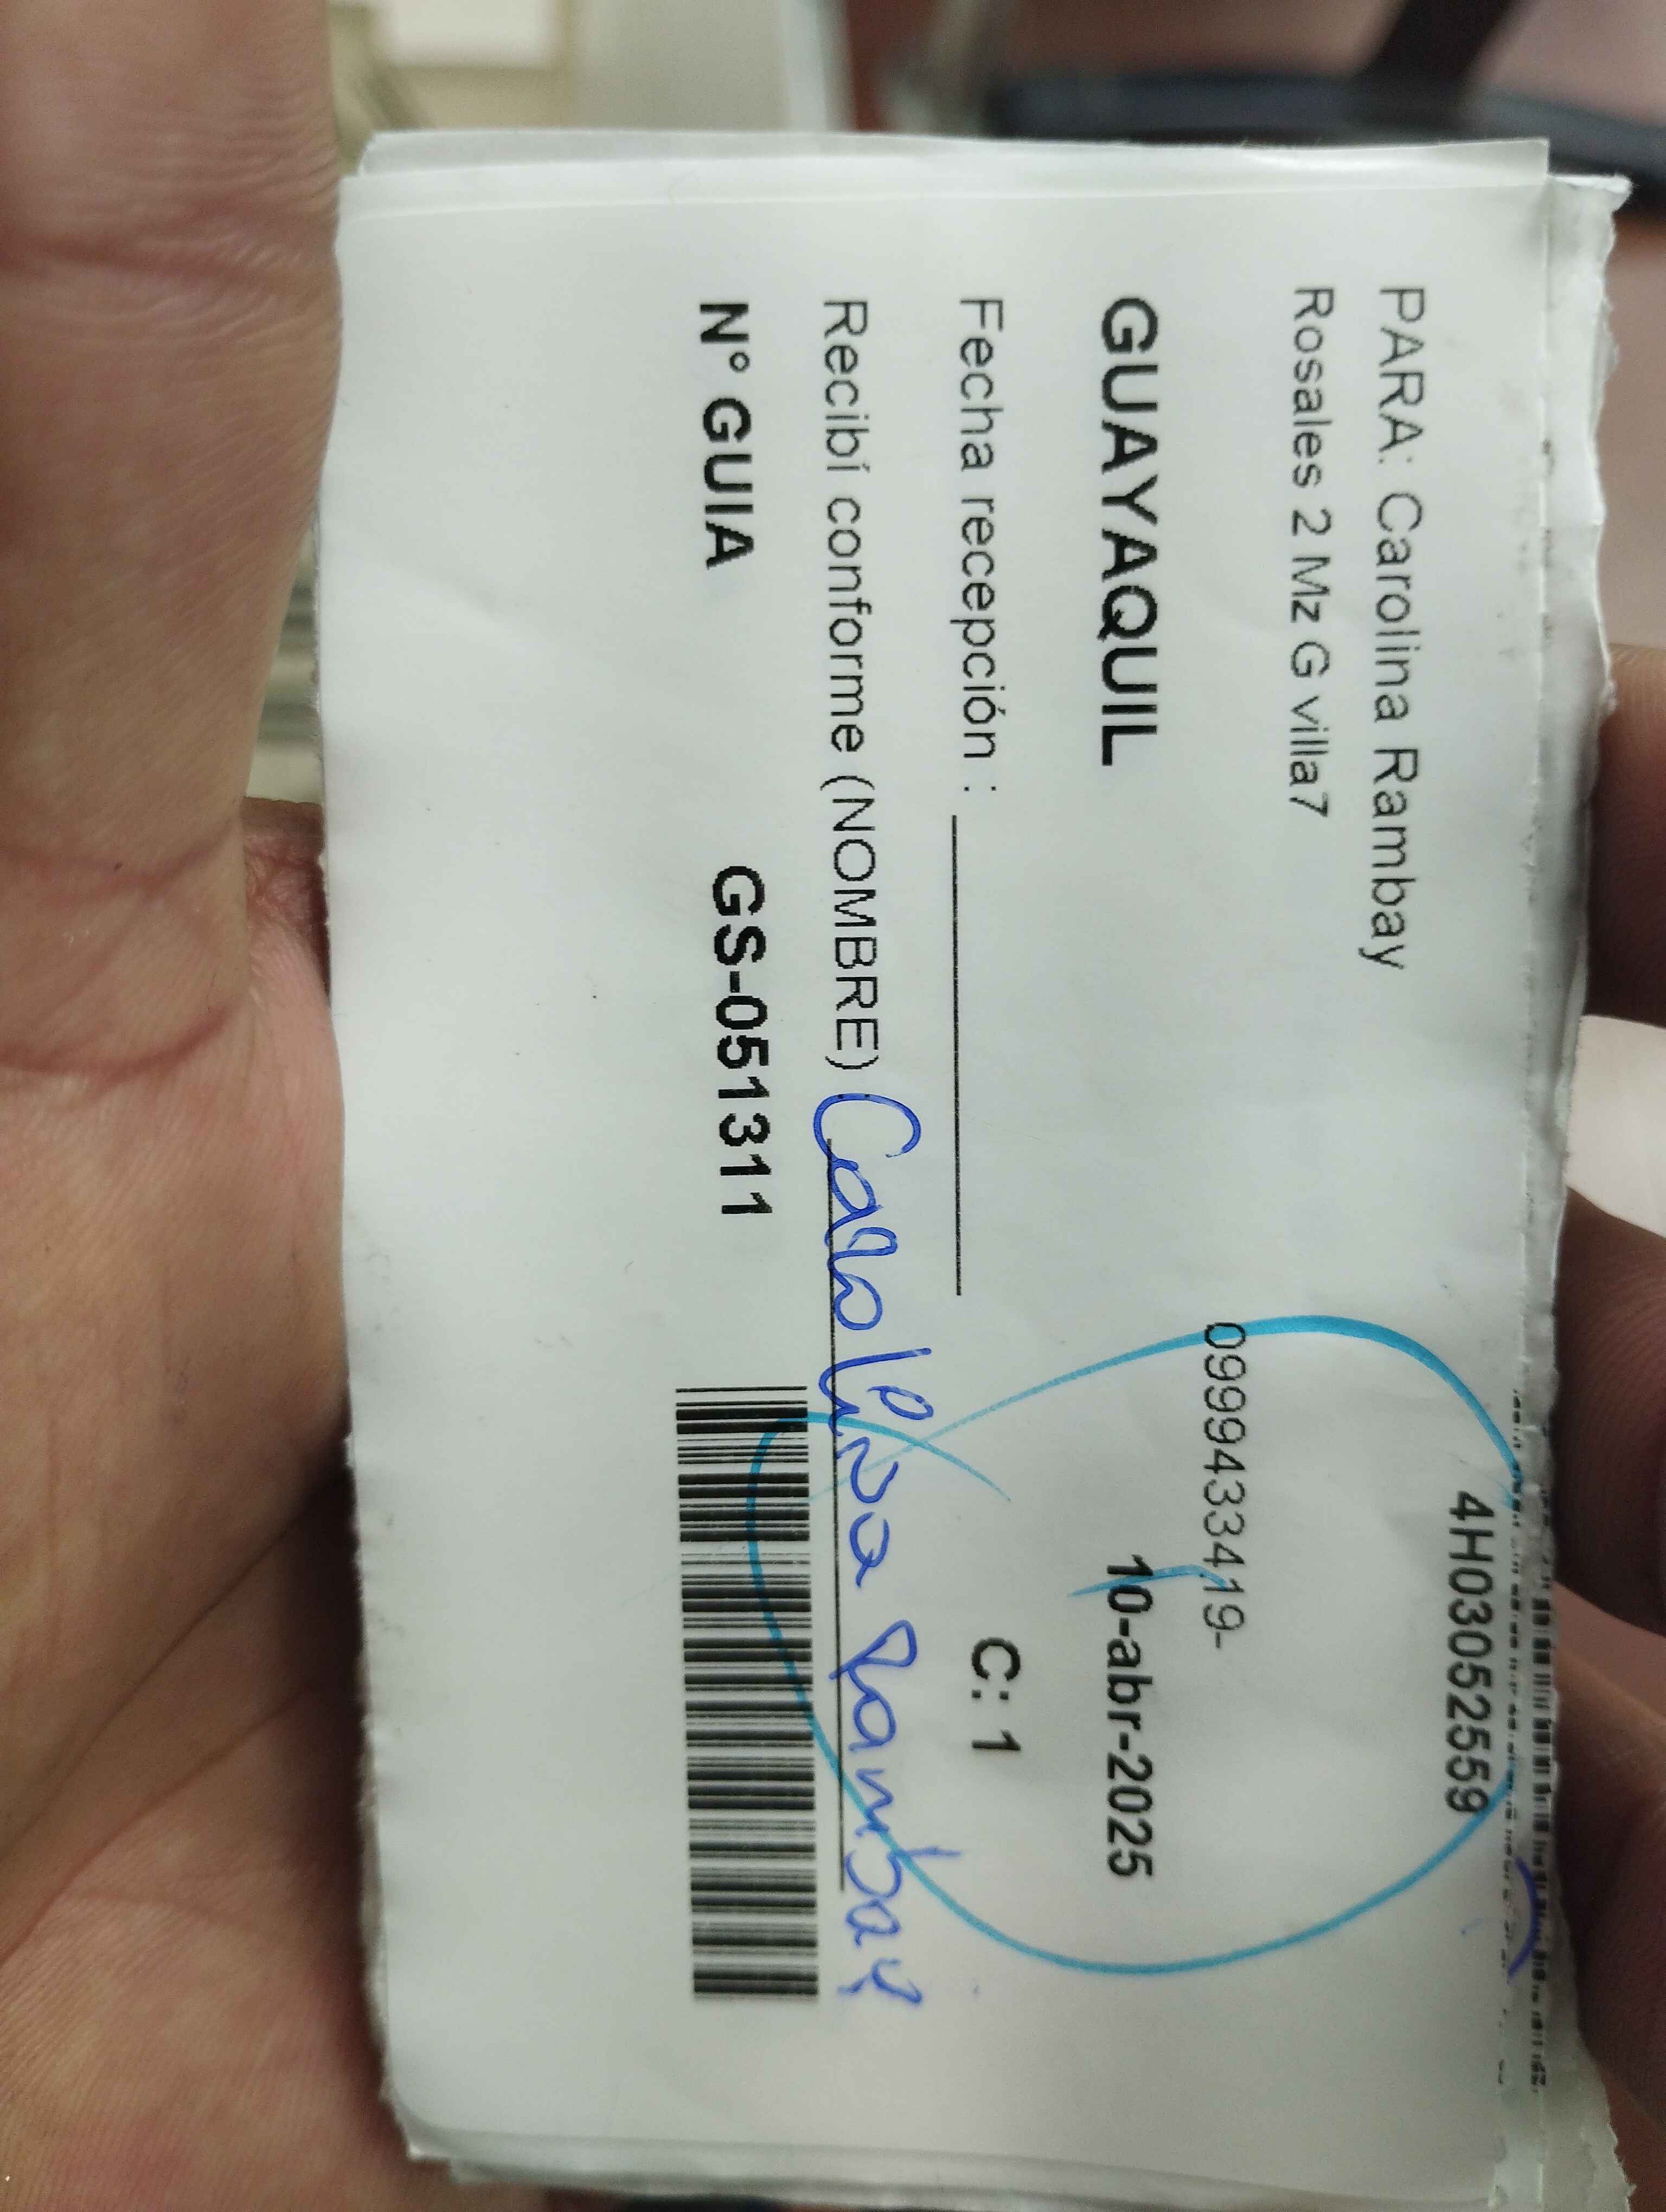 4H03052559
PARA: Carolina Rambay
Rosales 2 Mz G villa7
0999433419-
GUAYAQUIL 10-abr-2025
Fecha recepción : C: 1
Recibí conforme (NOMBRE) Carolina Rambay
N° GUIA GS-051311